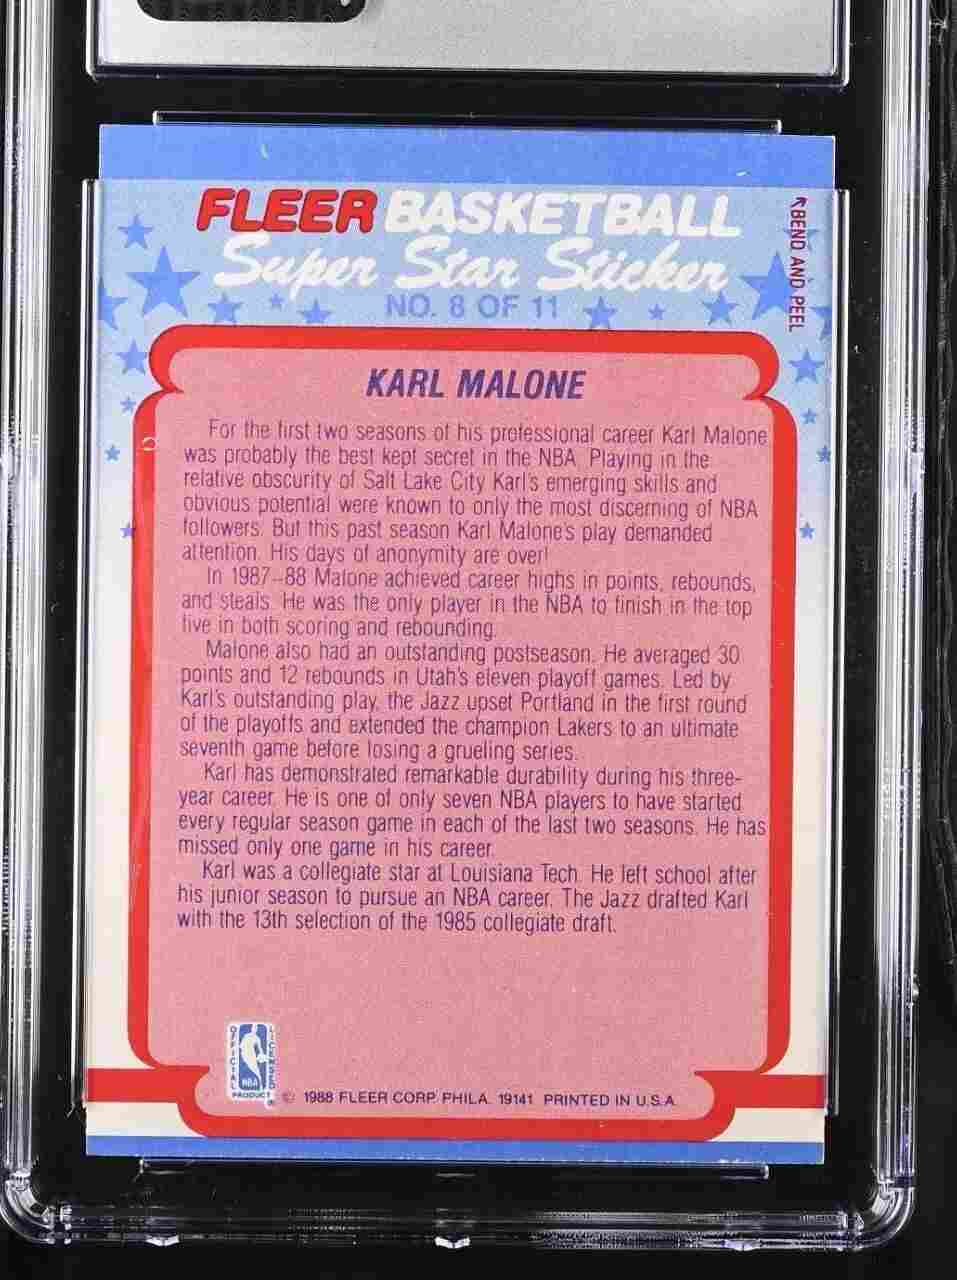 FLEER BASKETBALL
Super Star Sticker
NO. 8 OF 11
BEND AND PEEL
KARL MALONE
For the first two seasons of his professional career Karl Malone
was probably the best kept secret in the NBA. Playing in the
relative obscurity of Salt Lake City Karl's emerging skills and
obvious potential were known to only the most discerning of NBA
followers. But this past season Karl Malone's play demanded
attention. His days of anonymity are over!
In 1987-88 Malone achieved career highs in points, rebounds,
and steals. He was the only player in the NBA to finish in the top
five in both scoring and rebounding.
Malone also had an outstanding postseason. He averaged 30
points and 12 rebounds in Utah's eleven playoff games. Led by
Karl's outstanding play, the Jazz upset Portland in the first round
of the playoffs and extended the champion Lakers to an ultimate
seventh game before losing a grueling series.
Karl has demonstrated remarkable durability during his three-
year career. He is one of only seven NBA players to have started
every regular season game in each of the last two seasons. He has
missed only one game in his career.
Karl was a collegiate star at Louisiana Tech. He left school after
his junior season to pursue an NBA career. The Jazz drafted Karl
with the 13th selection of the 1985 collegiate draft.
OFFICIAL
LICENSED
NBA
PRODUCT ®
© 1988 FLEER CORP. PHILA. 19141 PRINTED IN U.S.A.